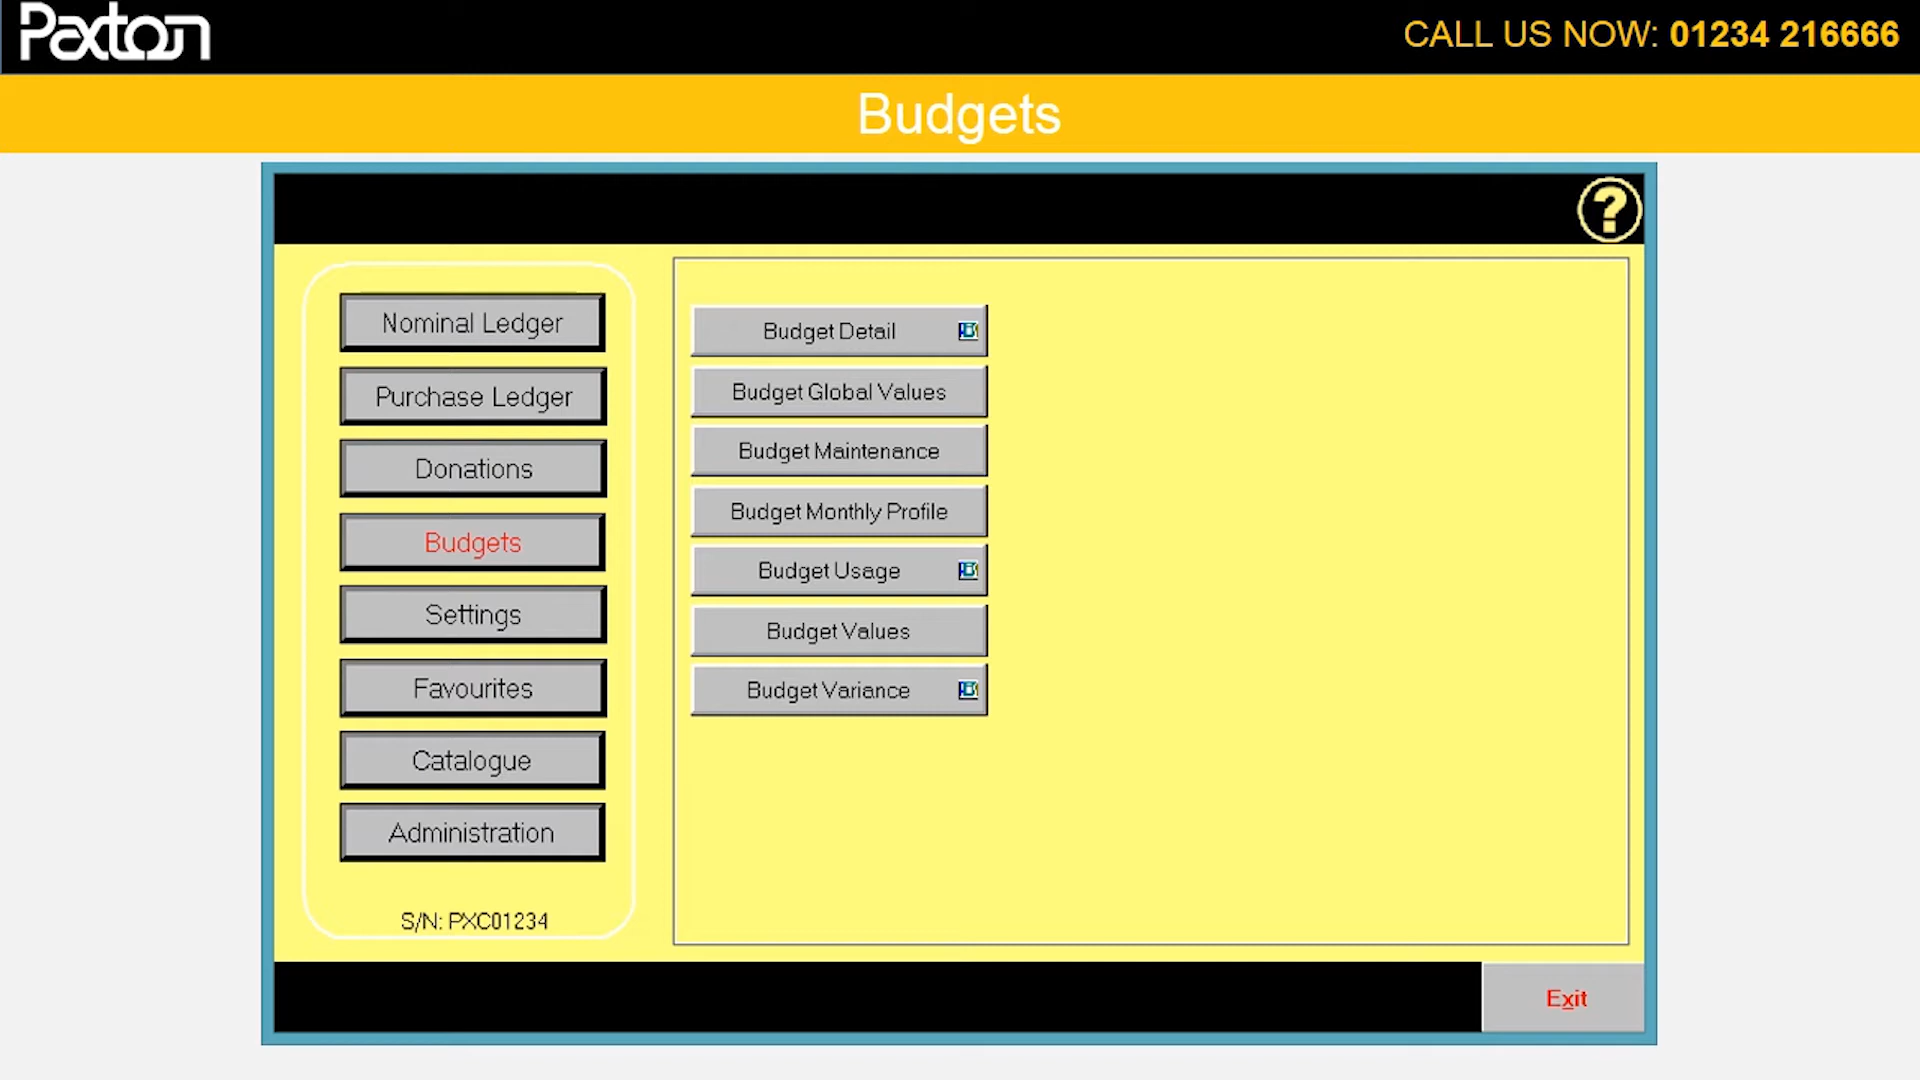 Paxton
CALL US NOW: 01234 216666
Budgets
?
Nominal Ledger
Purchase Ledger
Donations
Budgets
Settings
Favourites
Catalogue
Administration
S/N: PXC01234
Budget Detail
Budget Global Values
Budget Maintenance
Budget Monthly Profile
Budget Usage
Budget Values
Budget Variance
Exit